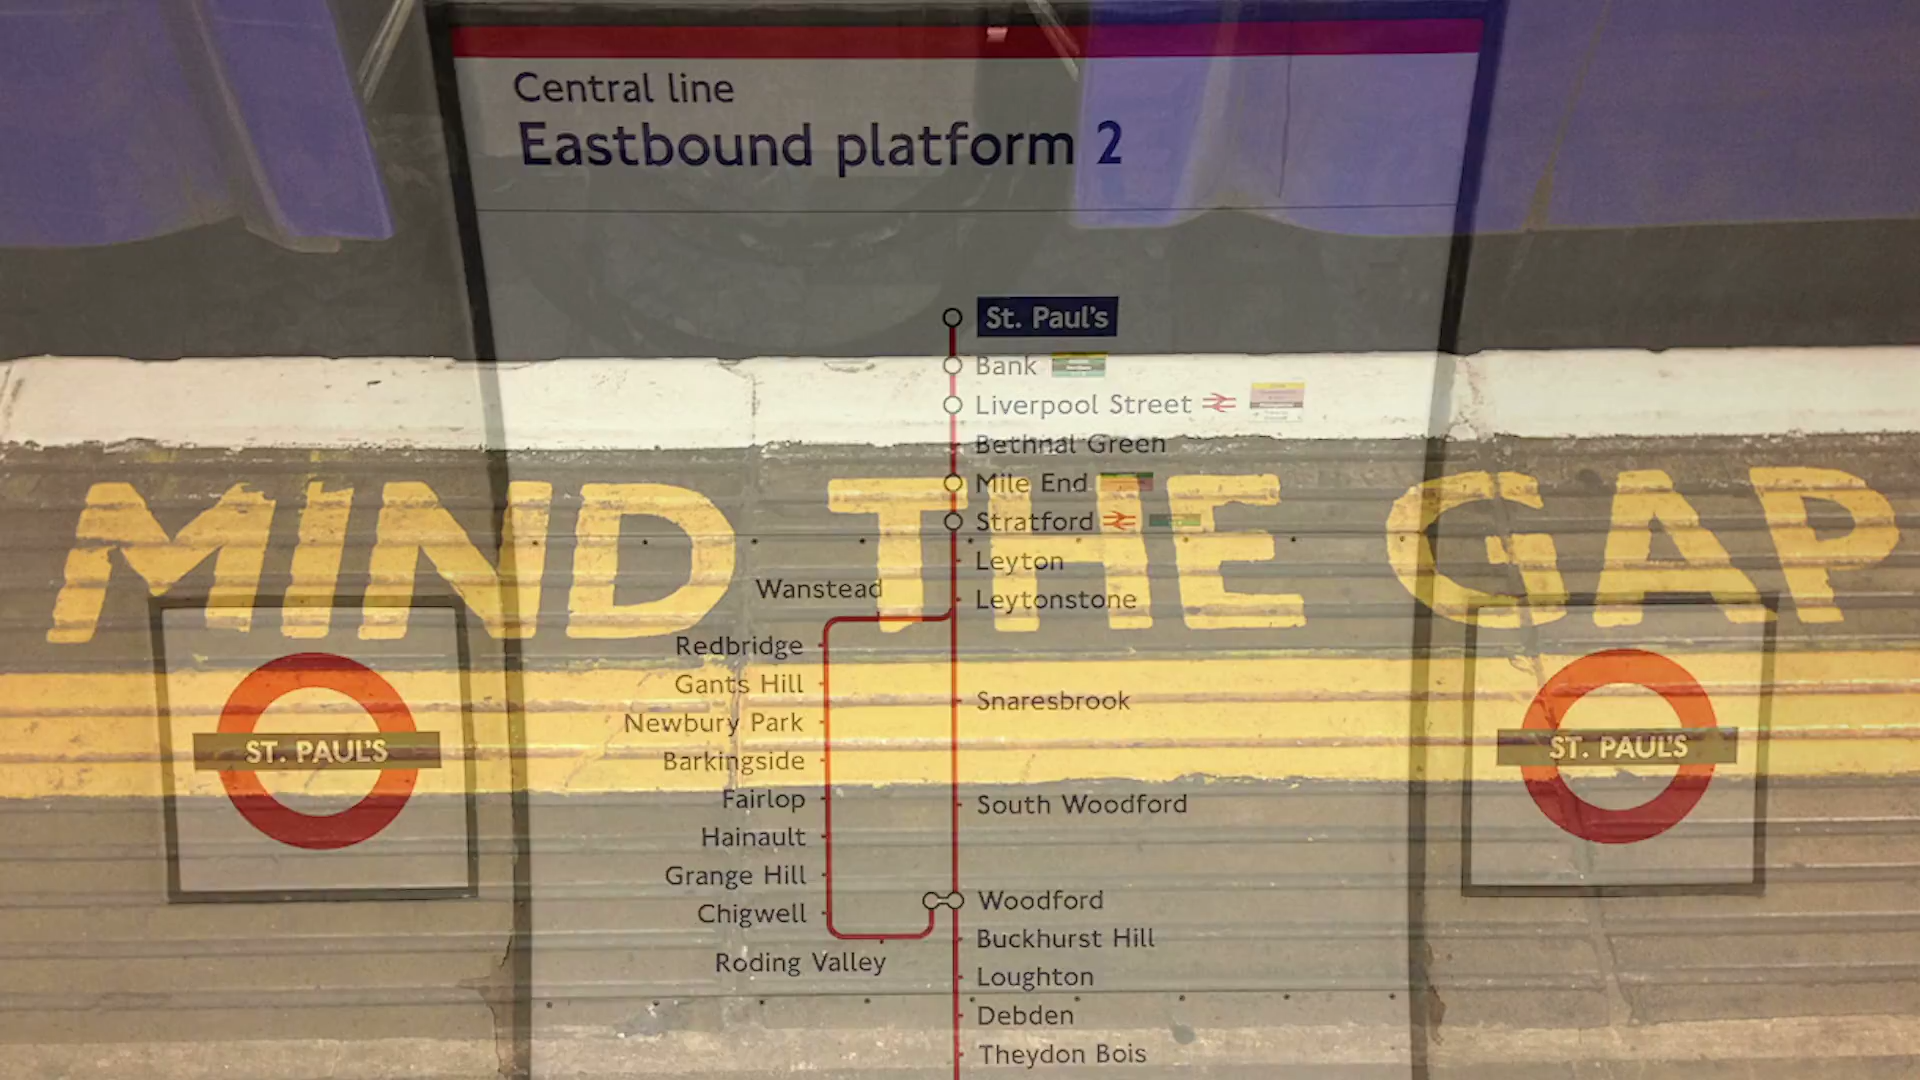 Central line
Eastbound platform 2
St. Paul's
Bank
Liverpool Street
Bethnal Green
Mile End
Stratford
Leyton
Leytonstone
MIND THE GAP
Wanstead
Redbridge
Gants Hill
Newbury Park
Barkingside
Fairlop
Hainault
Grange Hill
Chigwell
Roding Valley
Snaresbrook
South Woodford
Woodford
Buckhurst Hill
Loughton
Debden
Theydon Bois
ST. PAUL'S
ST. PAUL'S